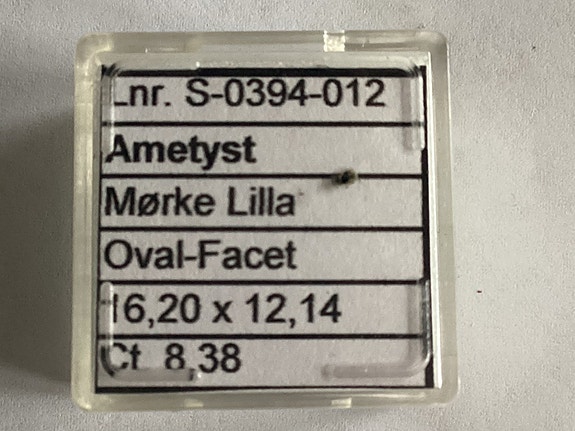 Lnr. S-0394-012
Ametyst
Mørke Lilla
Oval-Facet
16,20 x 12,14
Ct. 8,38